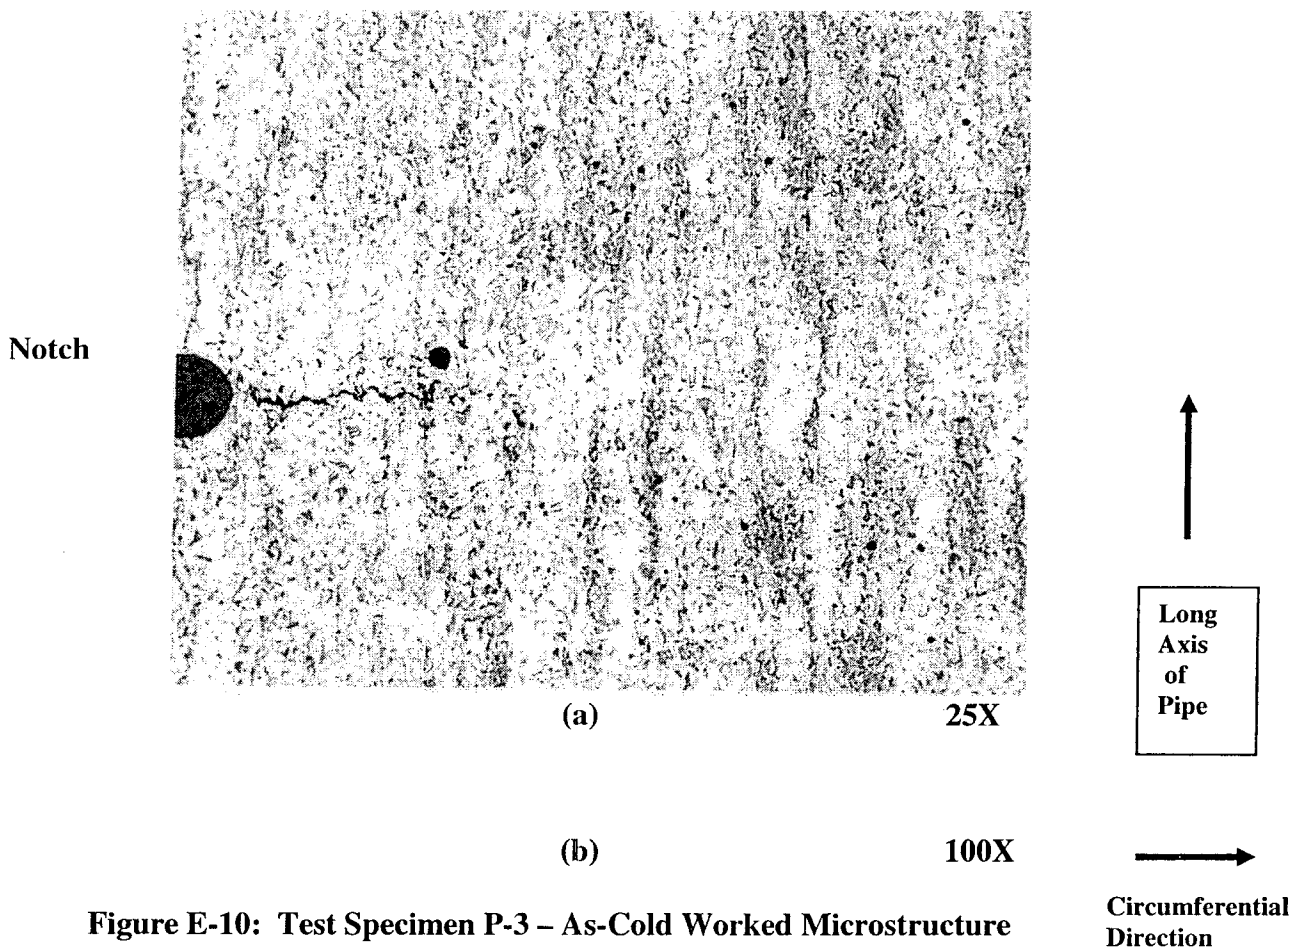 Notch
(a)
25X
Long
Axis
of
Pipe
(b)
100X
Figure E-10: Test Specimen P-3 – As-Cold Worked Microstructure
Circumferential
Direction